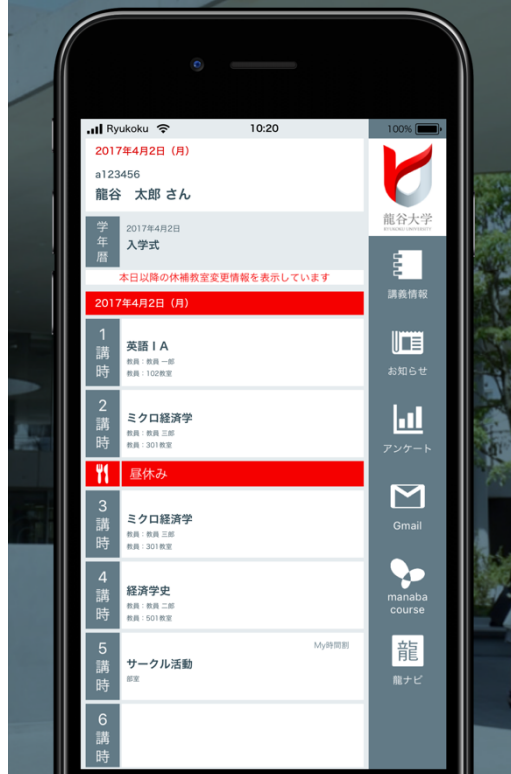 Ryukoku
10:20
100%
2017年4月2日（月）
a123456
龍谷　太郎 さん
龍谷大学
RYUKOKU UNIVERSITY
学年暦
2017年4月2日
入学式
本日以降の休補教室変更情報を表示しています
2017年4月2日（月）
1講時
英語ⅠA
教員：教員 一郎
教員：102教室
2講時
ミクロ経済学
教員：教員 三郎
教員：301教室
昼休み
3講時
ミクロ経済学
教員：教員 三郎
教員：301教室
4講時
経済学史
教員：教員 二郎
教員：501教室
5講時
My時間割
サークル活動
部室
6講時
講義情報
お知らせ
アンケート
Gmail
manaba
course
龍
龍ナビ